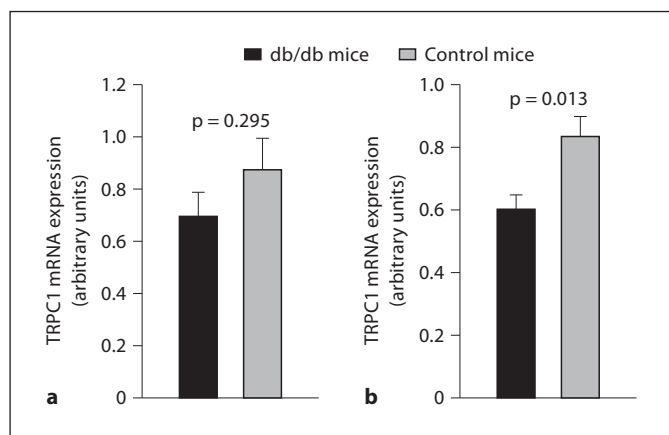 db/db mice Control mice
TRPC1 mRNA expression
(arbitrary units)
1.2
1.0
0.8
0.6
0.4
0.2
0
p = 0.295
a
TRPC1 mRNA expression
(arbitrary units)
1.0
0.8
0.6
0.4
0.2
0
p = 0.013
b